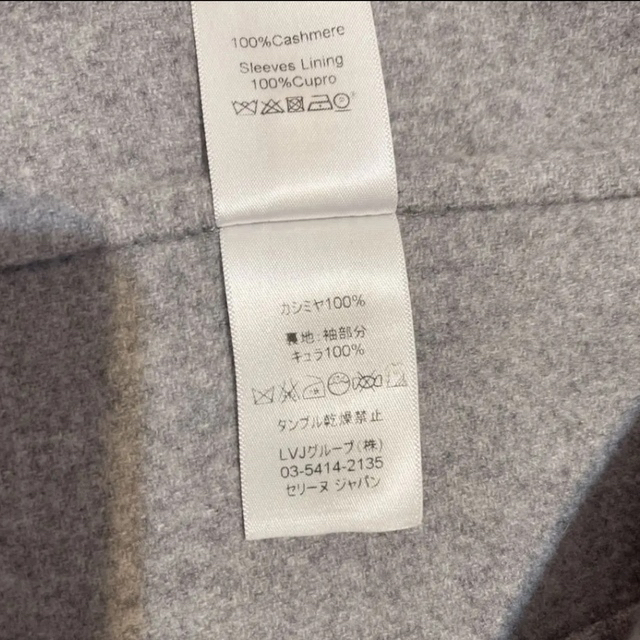 100%Cashmere
Sleeves Lining
100%Cupro
カシミヤ100%
裏地:袖部分
キュプラ100%
タンブル乾燥禁止
LVJグループ(株)
03-5414-2135
セリーヌ ジャパン